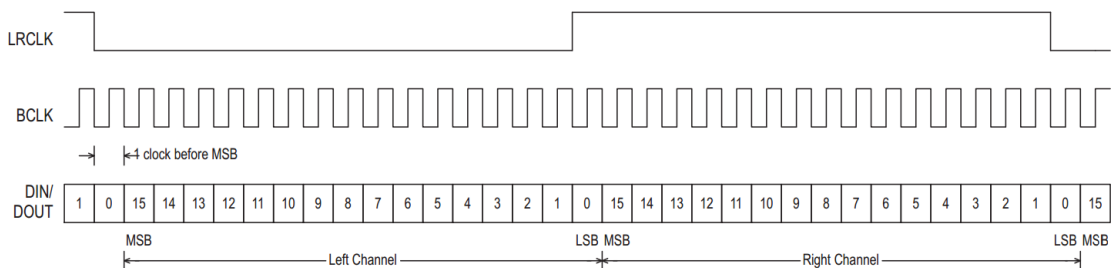 LRCLK
BCLK
1 clock before MSB
DIN/
DOUT
1 0 15 14 13 12 11 10 9 8 7 6 5 4 3 2 1 0 15 14 13 12 11 10 9 8 7 6 5 4 3 2 1 0 15
MSB LSB MSB LSB MSB
Left Channel Right Channel